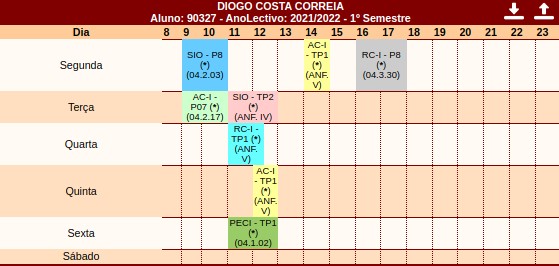 DIOGO COSTA CORREIA
Aluno: 90327 - AnoLectivo: 2021/2022 - 1º Semestre
Dia 8 9 10 11 12 13 14 15 16 17 18 19 20 21 22 23
Segunda
SIO - P8
(*)
(04.2.03)
AC-I
- TP1
(*)
(ANF.
V)
RC-I - P8
(*)
(04.3.30)
Terça
AC-I -
P07 (*)
(04.2.17)
SIO - TP2
(*)
(ANF. IV)
Quarta
RC-I -
TP1 (*)
(ANF.
V)
Quinta
AC-I
- TP1
(*)
(ANF.
V)
Sexta
PECI - TP1
(*)
(04.1.02)
Sábado